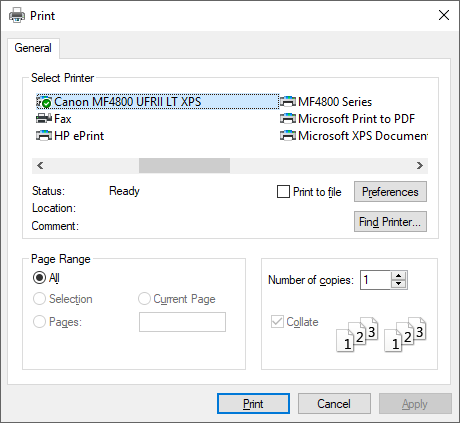 Print
General
Select Printer
Canon MF4800 UFRII LT XPS
MF4800 Series
Fax
Microsoft Print to PDF
HP ePrint
Microsoft XPS Documen
Status: Ready
Print to file
Preferences
Location:
Comment:
Find Printer...
Page Range
All
Selection
Current Page
Pages:
Number of copies: 1
Collate
1 2 3 1 2 3
Print
Cancel
Apply